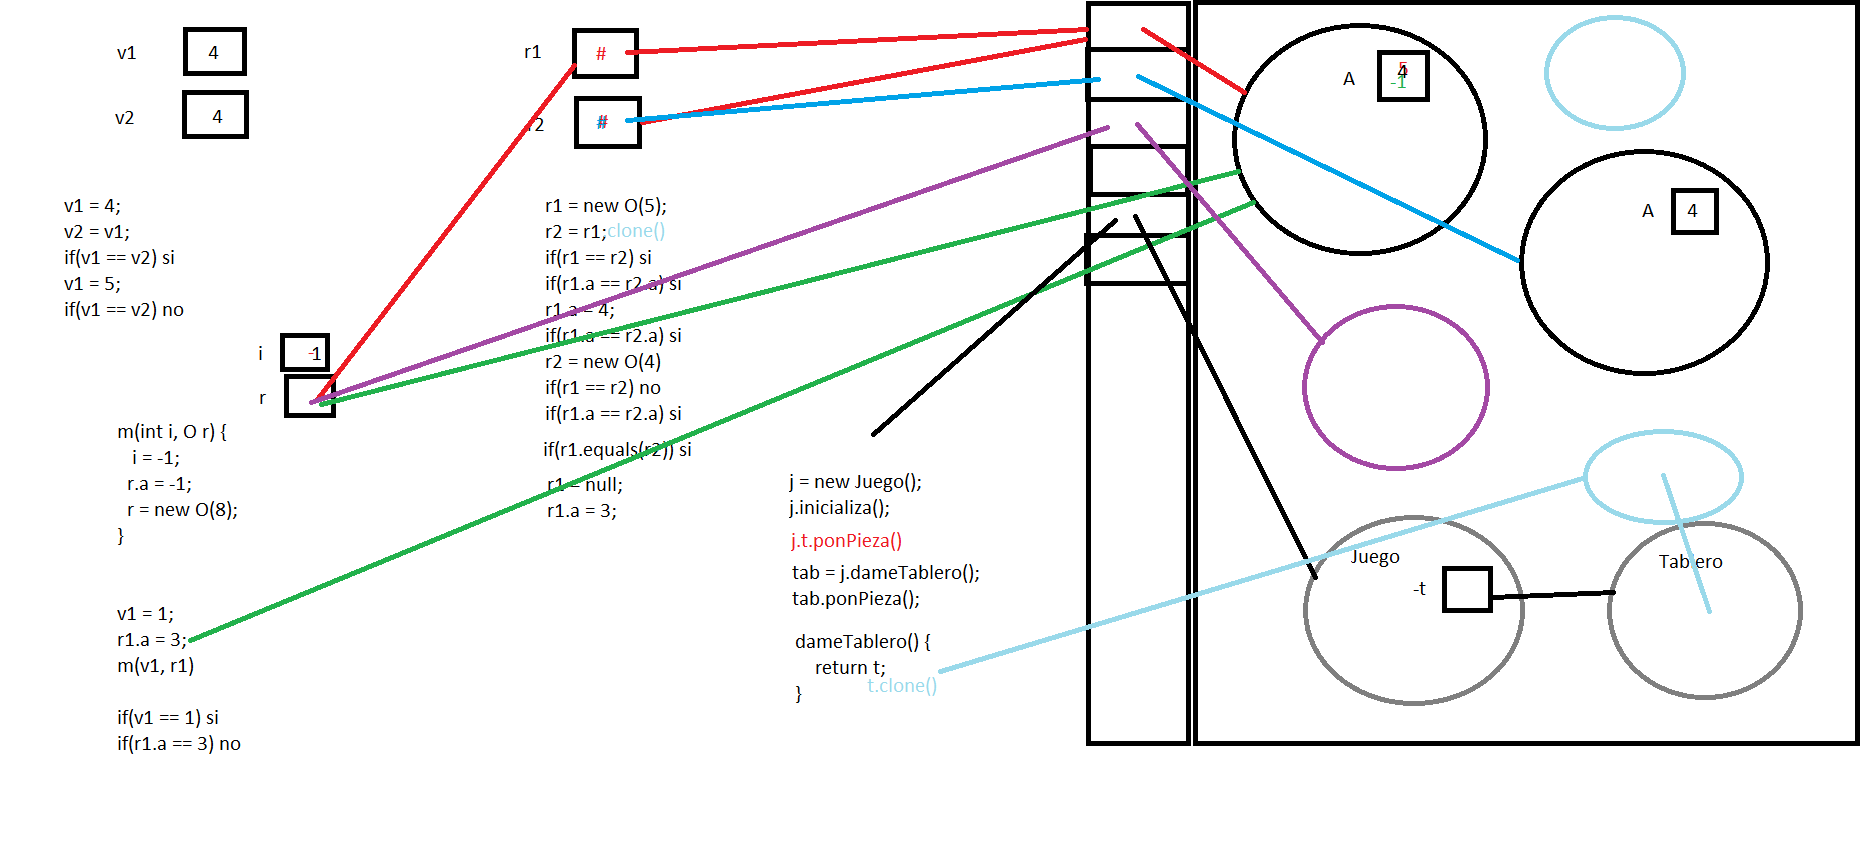 v1
4
v2
4
v1 = 4;
v2 = v1;
if(v1 == v2) si
v1 = 5;
if(v1 == v2) no
i
-1
r
m(int i, O r) {
i = -1;
r.a = -1;
r = new O(8);
}
v1 = 1;
r1.a = 3;
m(v1, r1)
if(v1 == 1) si
if(r1.a == 3) no
r1
#
r2
#
r1 = new O(5);
r2 = r1;clone()
if(r1 == r2) si
if(r1.a == r2.a) si
r1.a = 4;
if(r1.a == r2.a) si
r2 = new O(4)
if(r1 == r2) no
if(r1.a == r2.a) si
if(r1.equals(r2)) si
r1 = null;
r1.a = 3;
j = new Juego();
j.inicializa();
j.t.ponPieza()
tab = j.dameTablero();
tab.ponPieza();
dameTablero() {
return t;
t.clone()
}
A
5
4
-1
A
4
Juego
-t
Tablero